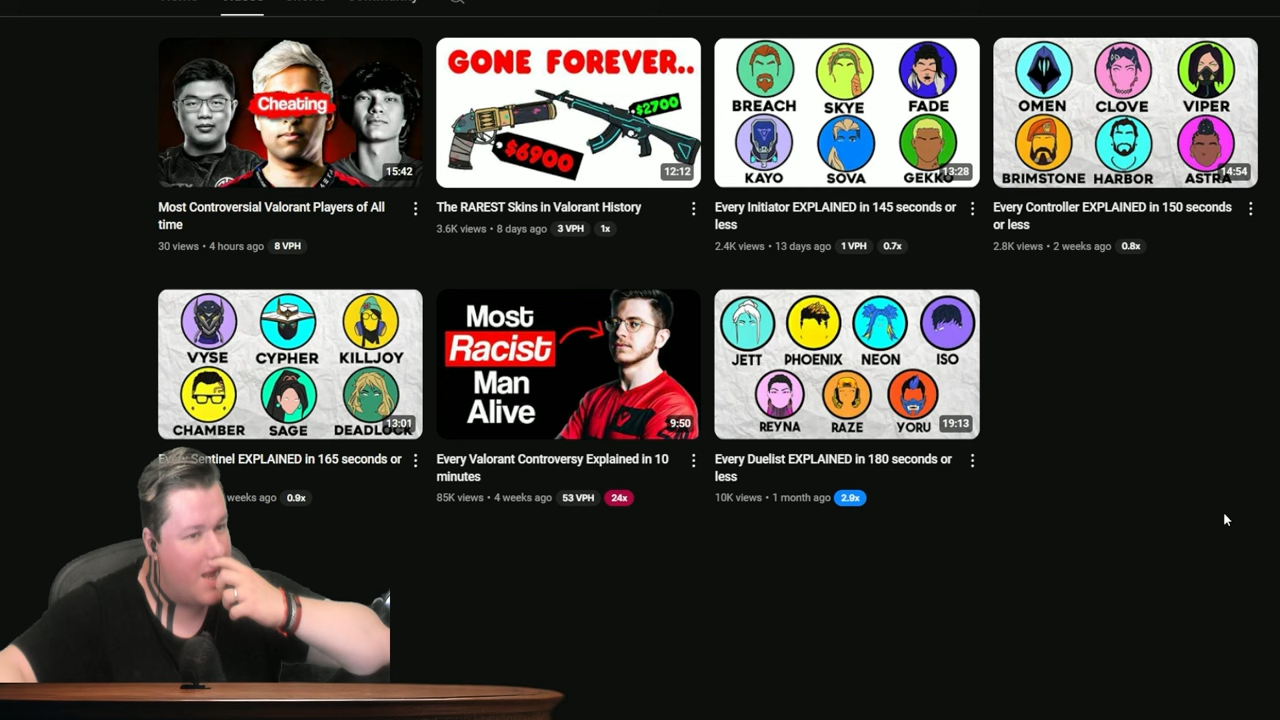 Cheating
15:42
Most Controversial Valorant Players of All
time
30 views • 4 hours ago 8 VPH
GONE FOREVER..
$2700
$6900
12:12
The RAREST Skins in Valorant History
3.6K views • 8 days ago 3 VPH 1x
BREACH SKYE FADE
KAYO SOVA GEKKO
13:28
Every Initiator EXPLAINED in 145 seconds or
less
2.4K views • 13 days ago 1 VPH 0.7x
OMEN CLOVE VIPER
BRIMSTONE HARBOR ASTRA
14:54
Every Controller EXPLAINED in 150 seconds
or less
2.8K views • 2 weeks ago 0.8x
VYSE CYPHER KILLJOY
CHAMBER SAGE DEADLOCK
13:01
Every Sentinel EXPLAINED in 165 seconds or
weeks ago 0.9x
Most
Racist
Man
Alive
9:50
Every Valorant Controversy Explained in 10
minutes
85K views • 4 weeks ago 53 VPH 24x
JETT PHOENIX NEON ISO
REYNA RAZE YORU
19:13
Every Duelist EXPLAINED in 180 seconds or
less
10K views • 1 month ago 2.9x